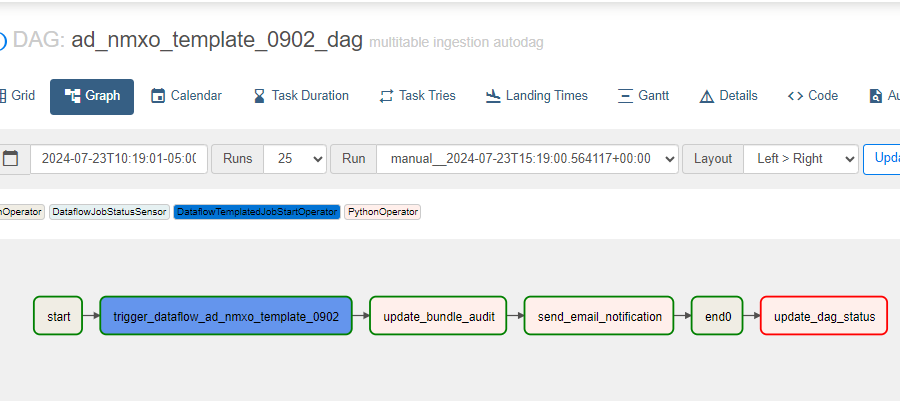 DAG: ad_nmxo_template_0902_dag multitable ingestion autodag
Grid Graph Calendar Task Duration Task Tries Landing Times Gantt Details Code Au
2024-07-23T10:19:01-05:00 Runs 25 Run manual__2024-07-23T15:19:00.564117+00:00 Layout Left > Right Upda
nOperator DataflowJobStatusSensor DataflowTemplatedJobStartOperator PythonOperator
start trigger_dataflow_ad_nmxo_template_0902 update_bundle_audit send_email_notification end0 update_dag_status